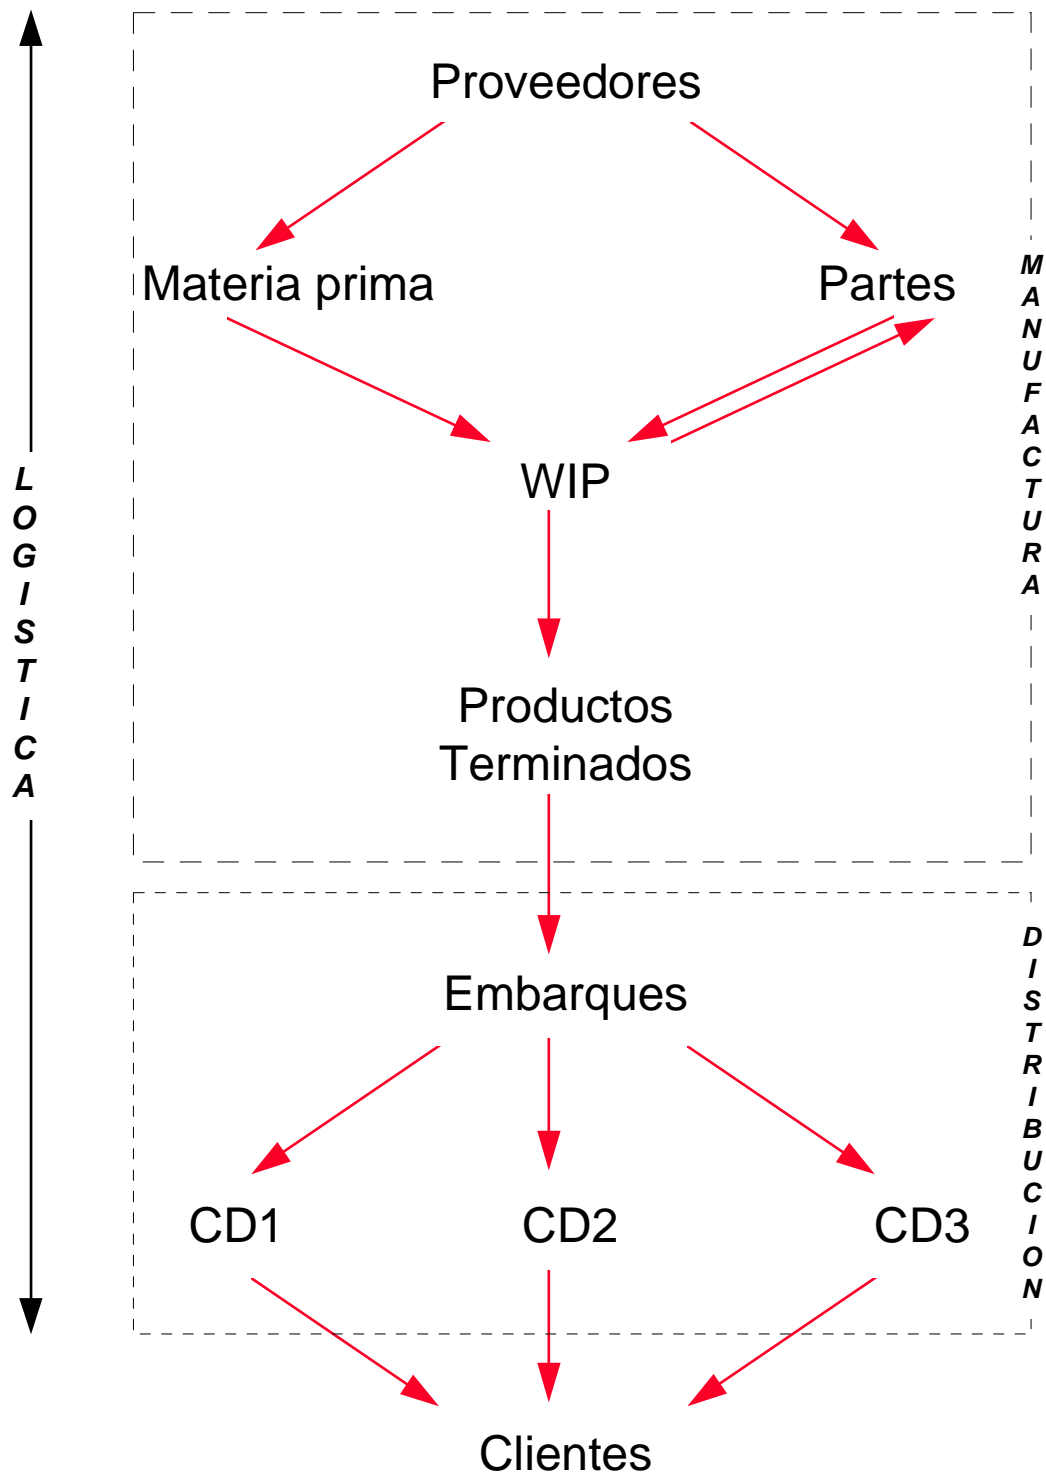 Proveedores
Materia prima
Partes
WIP
Productos
Terminados
Embarques
CD1
CD2
CD3
Clientes
LOGISTICA
MANUFACTURA
DISTRIBUCION